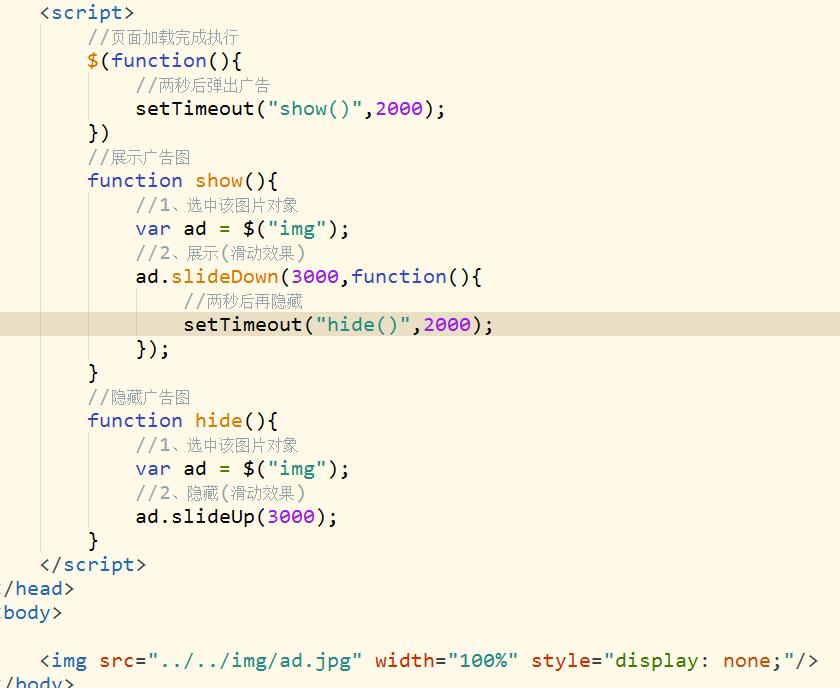 <script>
//页面加载完成执行
$(function(){
//两秒后弹出广告
setTimeout("show()",2000);
})
//展示广告图
function show(){
//1、选中该图片对象
var ad = $("img");
//2、展示(滑动效果)
ad.slideDown(3000,function(){
//两秒后再隐藏
setTimeout("hide()",2000);
});
}
//隐藏广告图
function hide(){
//1、选中该图片对象
var ad = $("img");
//2、隐藏(滑动效果)
ad.slideUp(3000);
}
</script>
/head>
body>
<img src="../../img/ad.jpg" width="100%" style="display: none;"/>
/body>